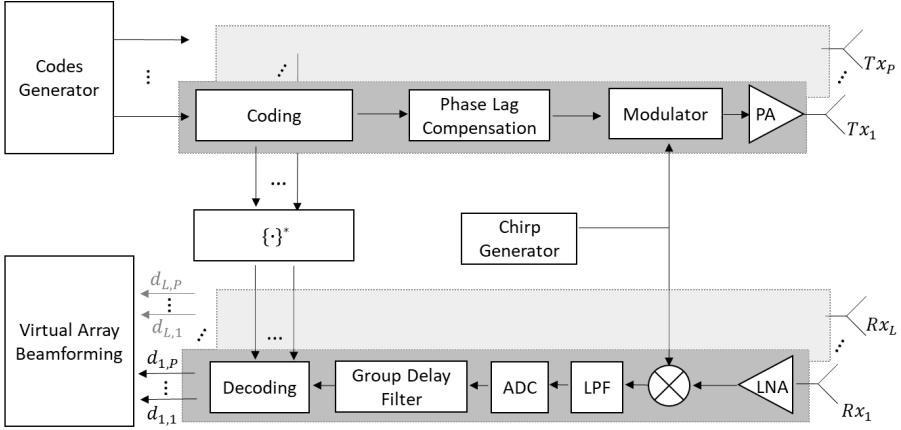 Codes
Generator
...
Coding
Phase Lag
Compensation
Modulator
PA
Tx_P
...
Tx_1
...
...
{·}*
Chirp
Generator
Virtual Array
Beamforming
d_{L,P}
...
d_{L,1}
d_{1,P}
...
d_{1,1}
...
...
Decoding
Group Delay
Filter
ADC
LPF
LNA
Rx_L
...
Rx_1